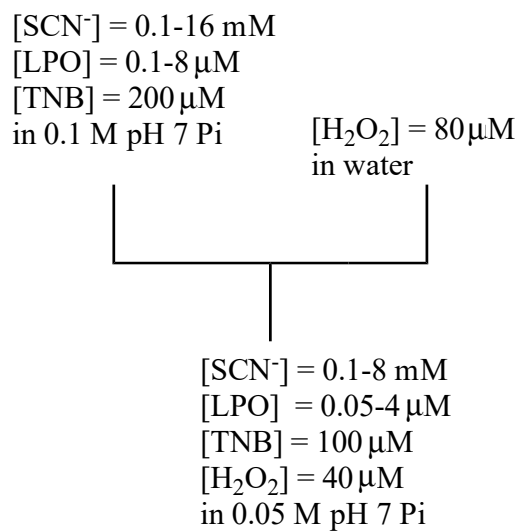 [SCN⁻] = 0.1-16 mM
[LPO] = 0.1-8 μM
[TNB] = 200 μM
in 0.1 M pH 7 Pi
[H₂O₂] = 80 μM
in water
[SCN⁻] = 0.1-8 mM
[LPO] = 0.05-4 μM
[TNB] = 100 μM
[H₂O₂] = 40 μM
in 0.05 M pH 7 Pi